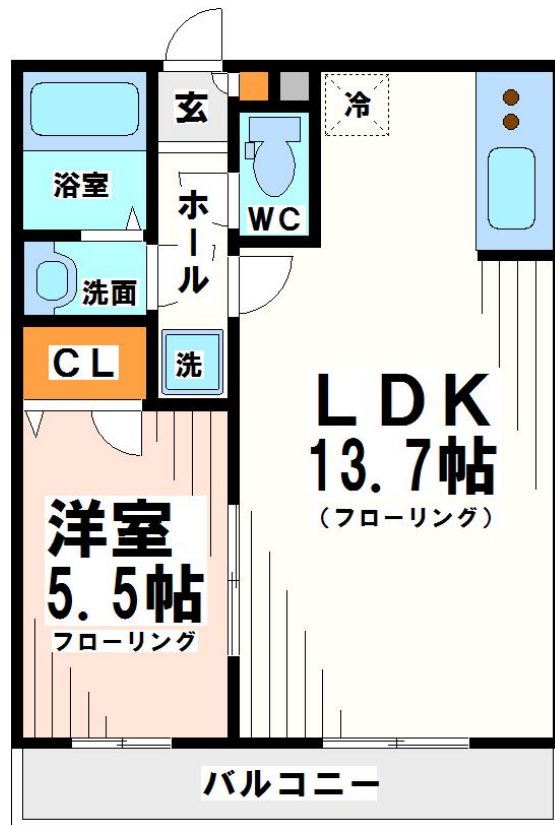 玄
冷
浴室
ホール
WC
洗面
CL
洗
LDK
13.7帖
(フローリング)
洋室
5.5帖
フローリング
バルコニー